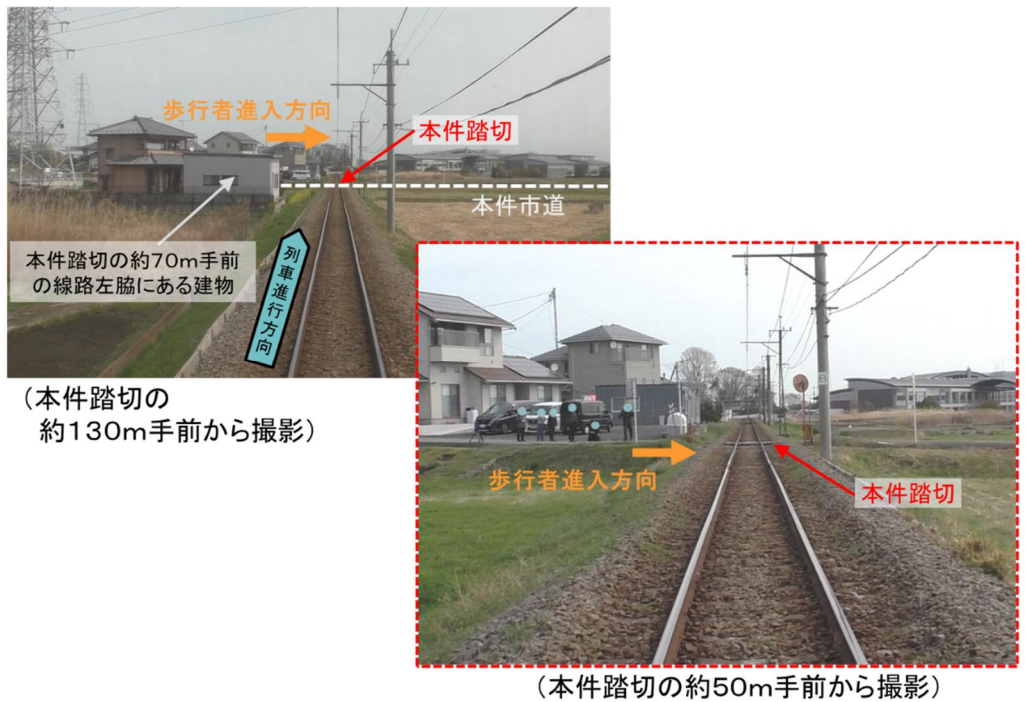 歩行者進入方向
本件踏切
本件市道
本件踏切の約70m手前
の線路左脇にある建物
列車進行方向
(本件踏切の
約130m手前から撮影)
歩行者進入方向
本件踏切
(本件踏切の約50m手前から撮影)